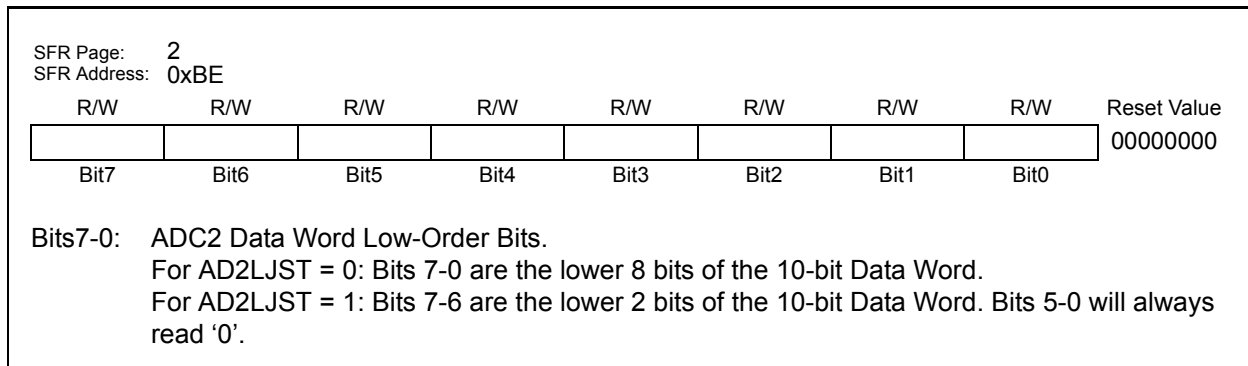 SFR Page: 2
SFR Address: 0xBE
R/W R/W R/W R/W R/W R/W R/W R/W Reset Value
00000000
Bit7 Bit6 Bit5 Bit4 Bit3 Bit2 Bit1 Bit0
Bits7-0: ADC2 Data Word Low-Order Bits.
For AD2LJST = 0: Bits 7-0 are the lower 8 bits of the 10-bit Data Word.
For AD2LJST = 1: Bits 7-6 are the lower 2 bits of the 10-bit Data Word. Bits 5-0 will always
read ‘0’.